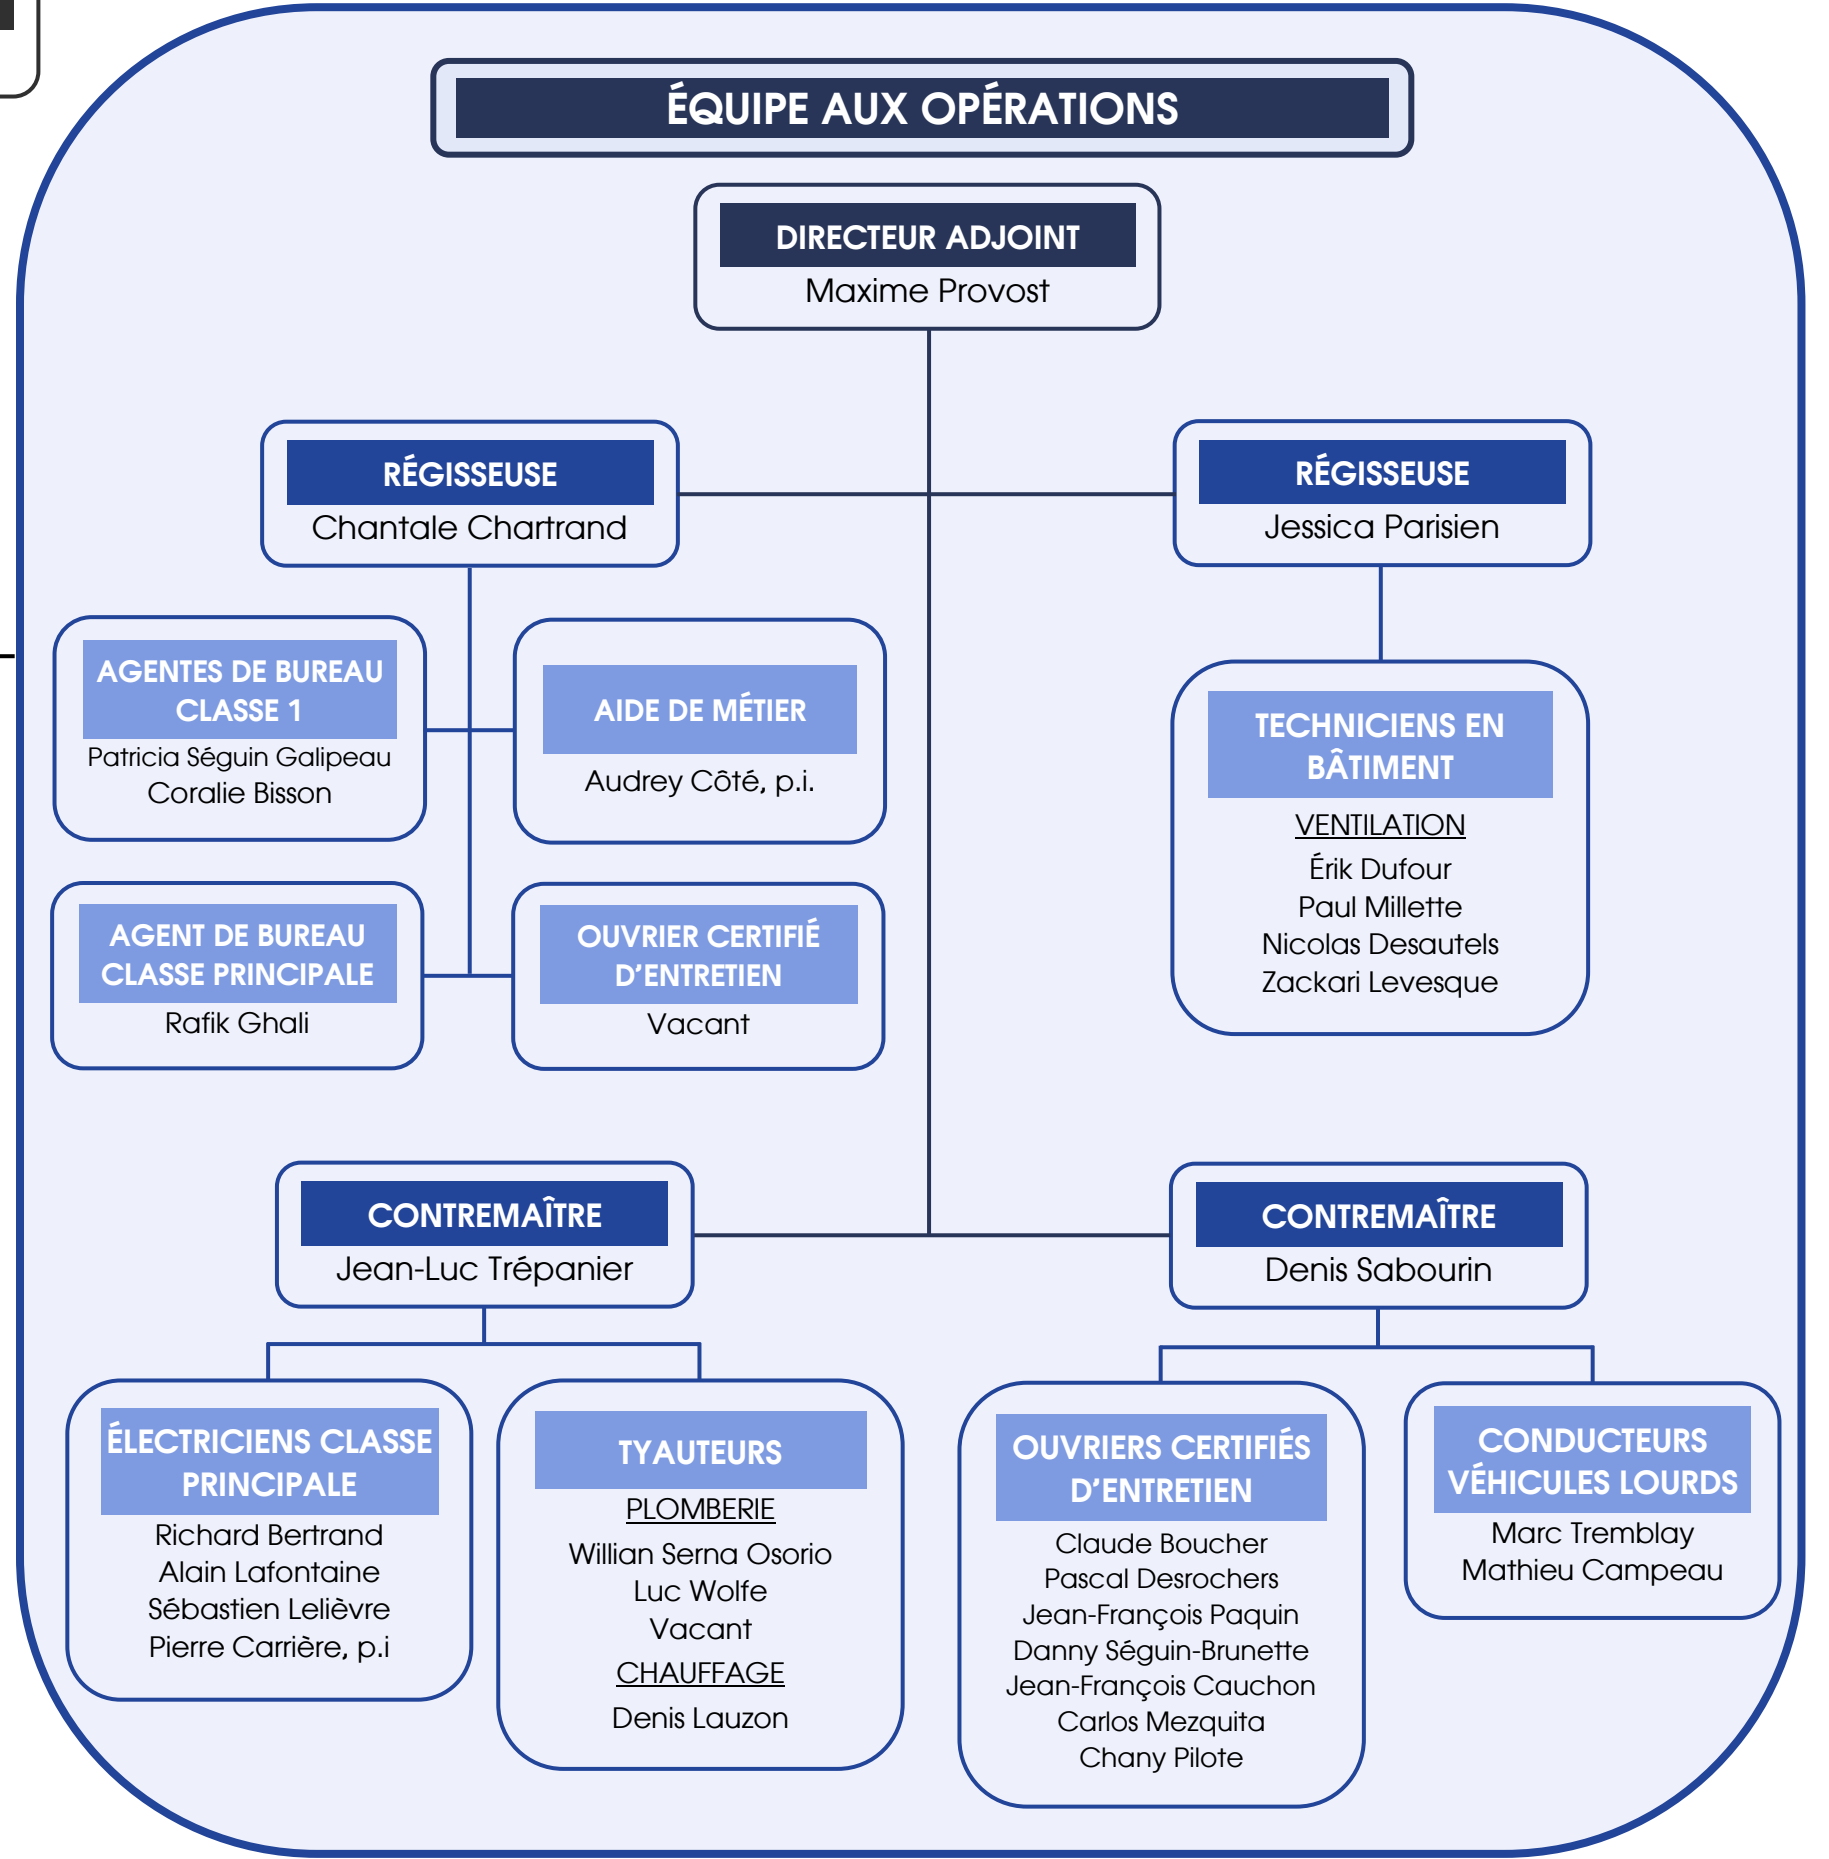 ÉQUIPE AUX OPÉRATIONS
DIRECTEUR ADJOINT
Maxime Provost
RÉGISSEUSE
Chantale Chartrand
RÉGISSEUSE
Jessica Parisien
AGENTES DE BUREAU
CLASSE 1
Patricia Séguin Galipeau
Coralie Bisson
AIDE DE MÉTIER
Audrey Côté, p.i.
TECHNICIENS EN
BÂTIMENT
VENTILATION
Érik Dufour
Paul Millette
Nicolas Desautels
Zackari Levesque
AGENT DE BUREAU
CLASSE PRINCIPALE
Rafik Ghali
OUVRIER CERTIFIÉ
D'ENTRETIEN
Vacant
CONTREMAÎTRE
Jean-Luc Trépanier
CONTREMAÎTRE
Denis Sabourin
ÉLECTRICIENS CLASSE
PRINCIPALE
Richard Bertrand
Alain Lafontaine
Sébastien Lelièvre
Pierre Carrière, p.i
TYAUTEURS
PLOMBERIE
Willian Serna Osorio
Luc Wolfe
Vacant
CHAUFFAGE
Denis Lauzon
OUVRIERS CERTIFIÉS
D'ENTRETIEN
Claude Boucher
Pascal Desrochers
Jean-François Paquin
Danny Séguin-Brunette
Jean-François Cauchon
Carlos Mezquita
Chany Pilote
CONDUCTEURS
VÉHICULES LOURDS
Marc Tremblay
Mathieu Campeau